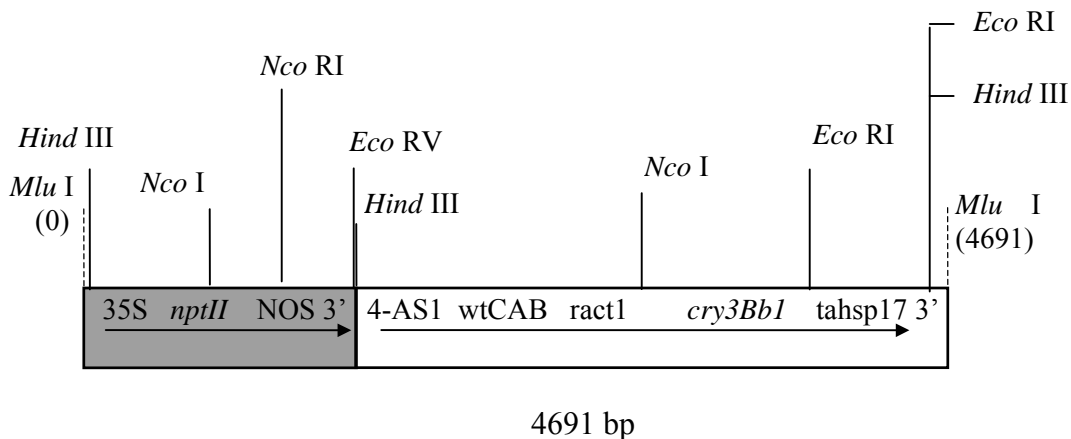 Eco RI
Nco RI
Hind III
Hind III
Eco RV
Eco RI
Mlu I
(0)
Nco I
Hind III
Nco I
Mlu I
(4691)
35S nptII NOS 3’ 4-AS1 wtCAB ract1 cry3Bb1 tahsp17 3’
4691 bp